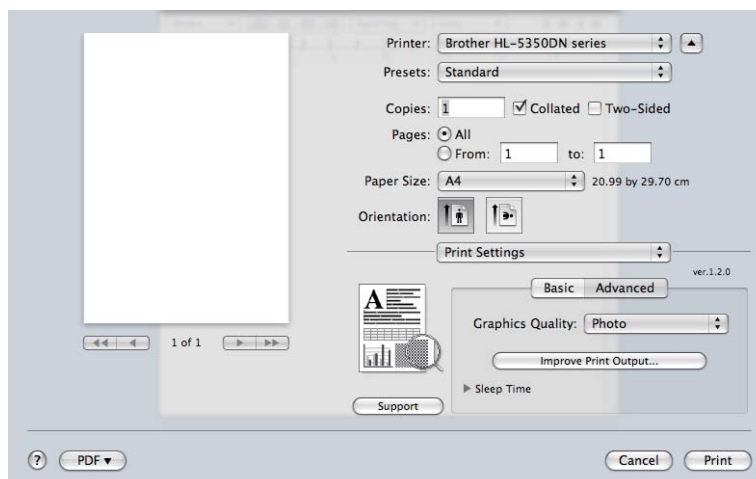 Printer: Brother HL-5350DN series
Presets: Standard
Copies: 1 Collated Two-Sided
Pages: All
From: 1 to: 1
Paper Size: A4 20.99 by 29.70 cm
Orientation:
Print Settings
ver.1.2.0
Basic Advanced
A
Graphics Quality: Photo
1 of 1
Improve Print Output...
Sleep Time
Support
? PDF▼ Cancel Print